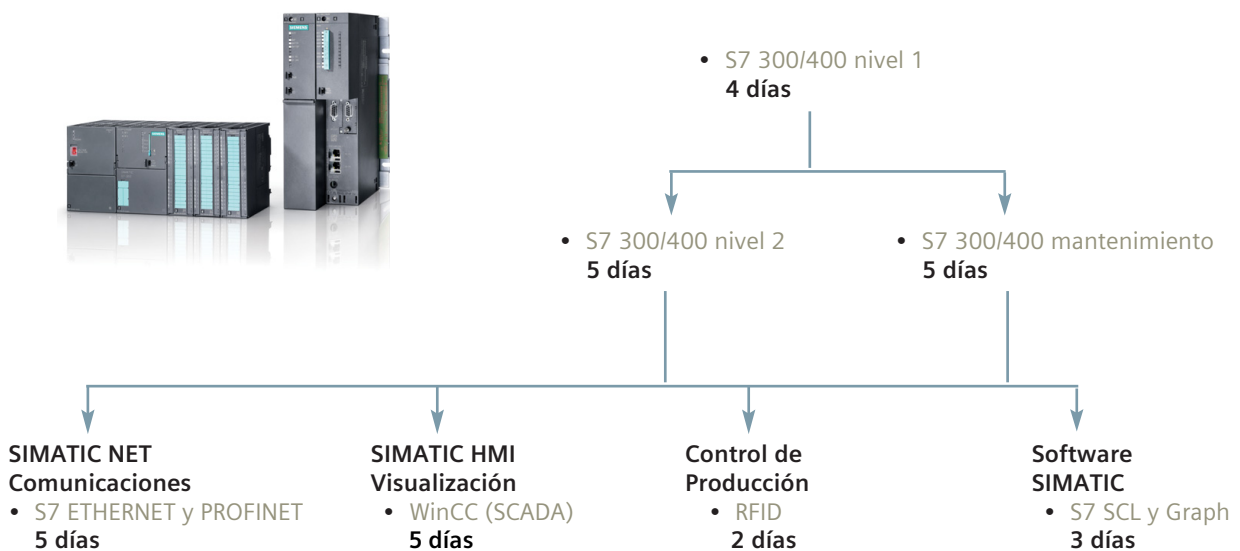 SIEMENS
• S7 300/400 nivel 1
4 días
• S7 300/400 nivel 2
5 días
• S7 300/400 mantenimiento
5 días
SIMATIC NET
Comunicaciones
• S7 ETHERNET y PROFINET
5 días
SIMATIC HMI
Visualización
• WinCC (SCADA)
5 días
Control de
Producción
• RFID
2 días
Software
SIMATIC
• S7 SCL y Graph
3 días